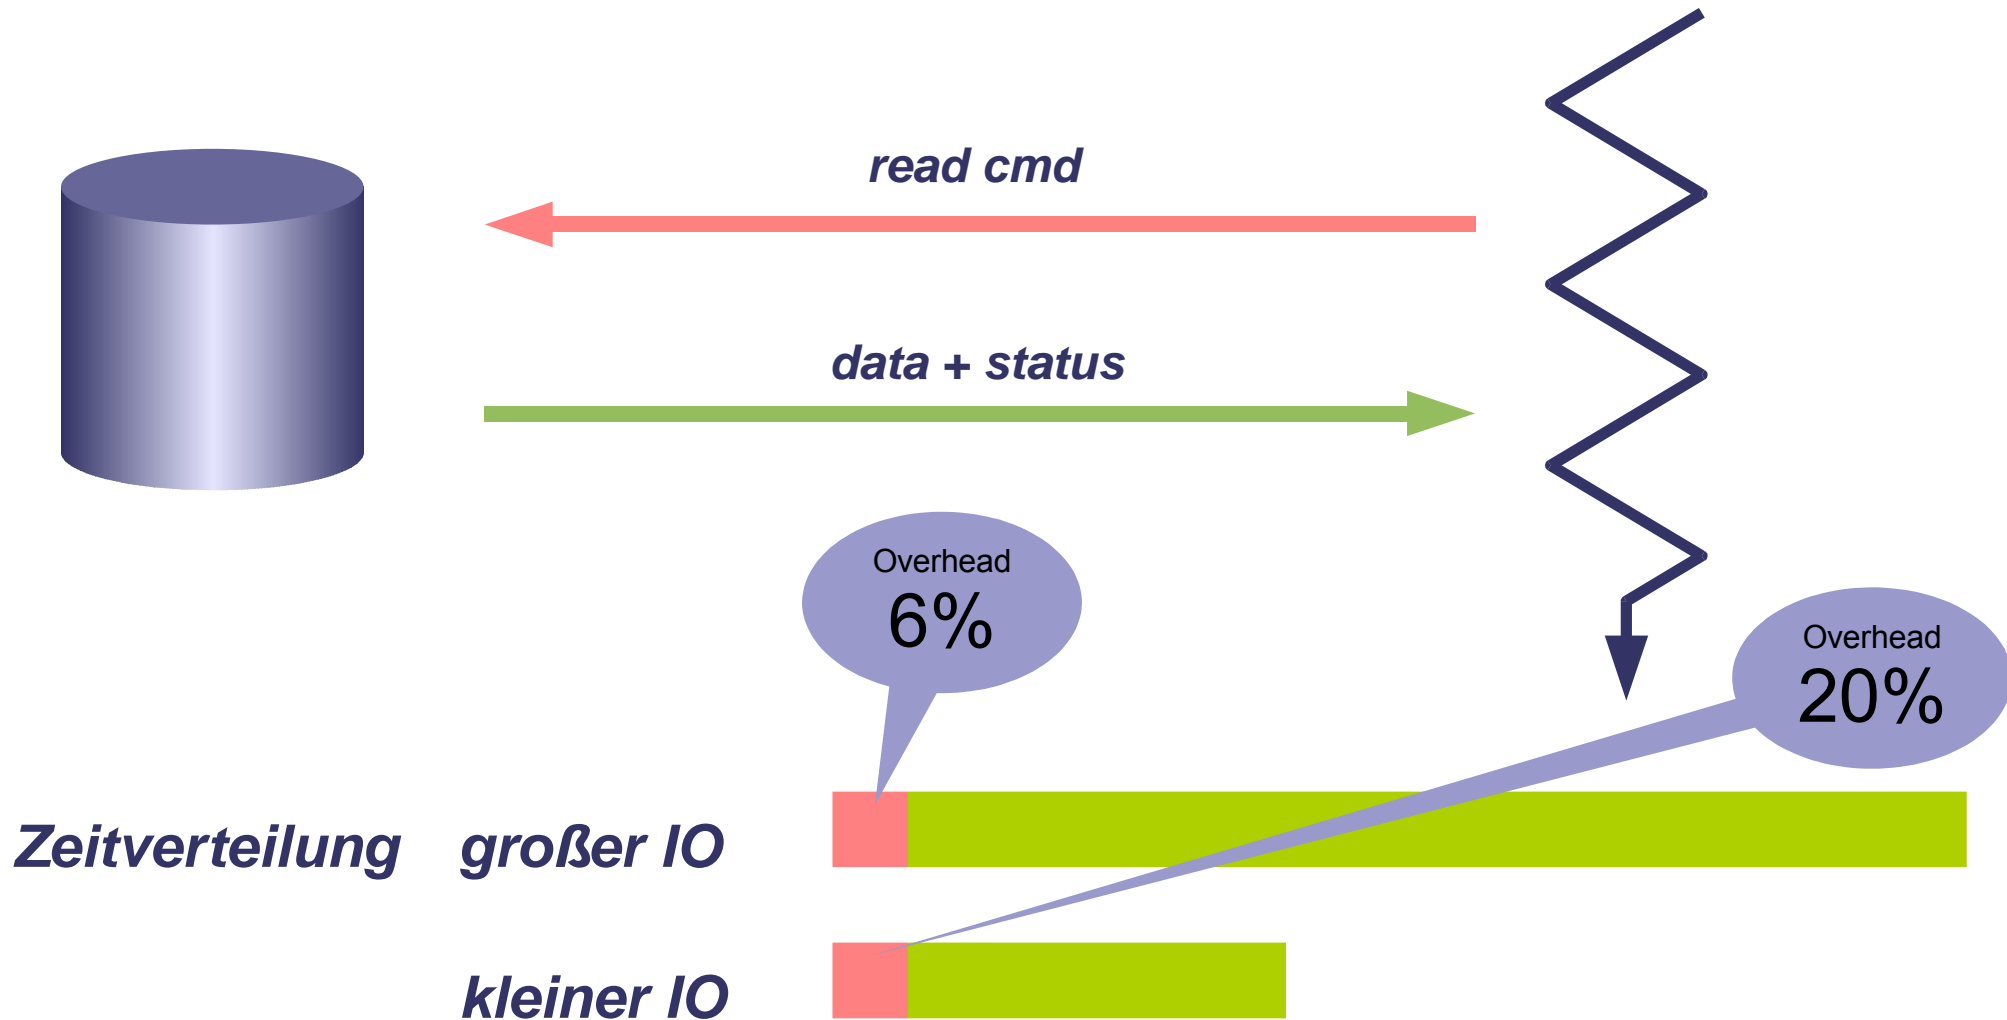 read cmd
data + status
Overhead
6%
Overhead
20%
Zeitverteilung großer IO
kleiner IO